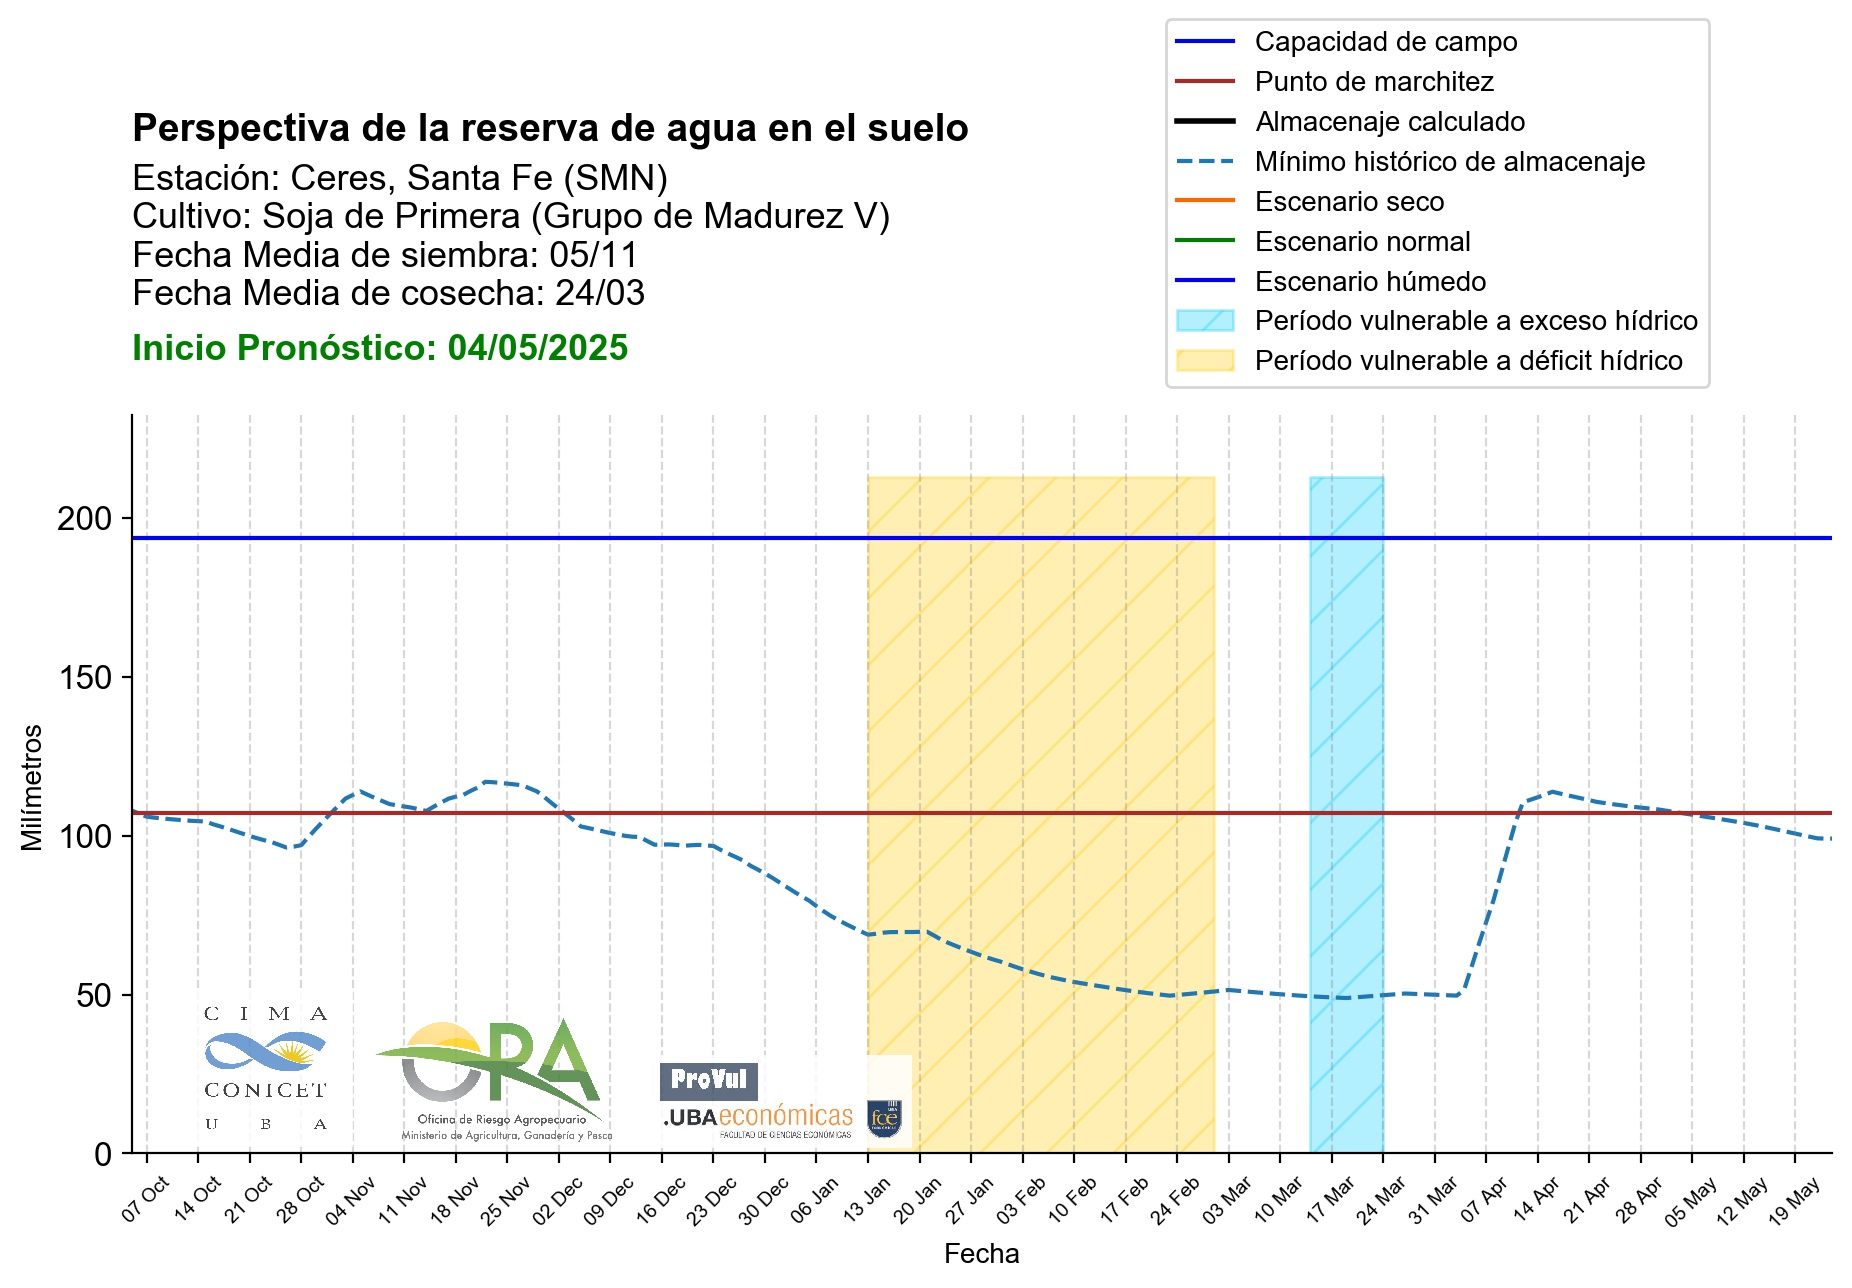 Capacidad de campo
Punto de marchitez
Almacenaje calculado
Mínimo histórico de almacenaje
Escenario seco
Escenario normal
Escenario húmedo
Período vulnerable a exceso hídrico
Período vulnerable a déficit hídrico
Perspectiva de la reserva de agua en el suelo
Estación: Ceres, Santa Fe (SMN)
Cultivo: Soja de Primera (Grupo de Madurez V)
Fecha Media de siembra: 05/11
Fecha Media de cosecha: 24/03
Inicio Pronóstico: 04/05/2025
Milímetros
200
150
100
50
0
CIMA
CONICET
UBA
ORA
Oficina de Riesgo Agropecuario
Ministerio de Agricultura, Ganadería y Pesca
ProVul
.UBAeconómicas
FACULTAD DE CIENCIAS ECONÓMICAS
fce
07 Oct
14 Oct
21 Oct
28 Oct
04 Nov
11 Nov
18 Nov
25 Nov
02 Dec
09 Dec
16 Dec
23 Dec
30 Dec
06 Jan
13 Jan
20 Jan
27 Jan
03 Feb
10 Feb
17 Feb
24 Feb
03 Mar
10 Mar
17 Mar
24 Mar
31 Mar
07 Apr
14 Apr
21 Apr
28 Apr
05 May
12 May
19 May
Fecha